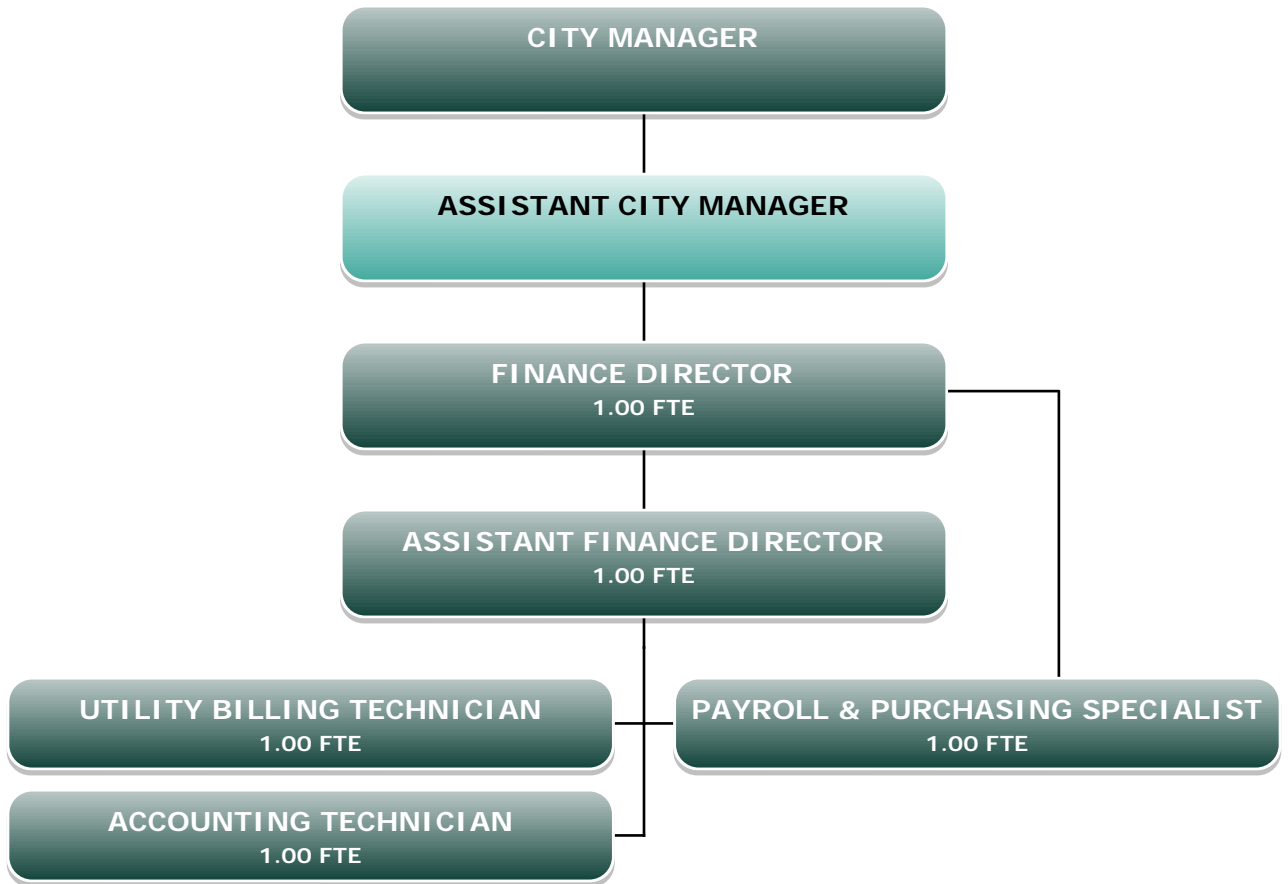 CITY MANAGER
ASSISTANT CITY MANAGER
FINANCE DIRECTOR
1.00 FTE
ASSISTANT FINANCE DIRECTOR
1.00 FTE
UTILITY BILLING TECHNICIAN
1.00 FTE
PAYROLL & PURCHASING SPECIALIST
1.00 FTE
ACCOUNTING TECHNICIAN
1.00 FTE